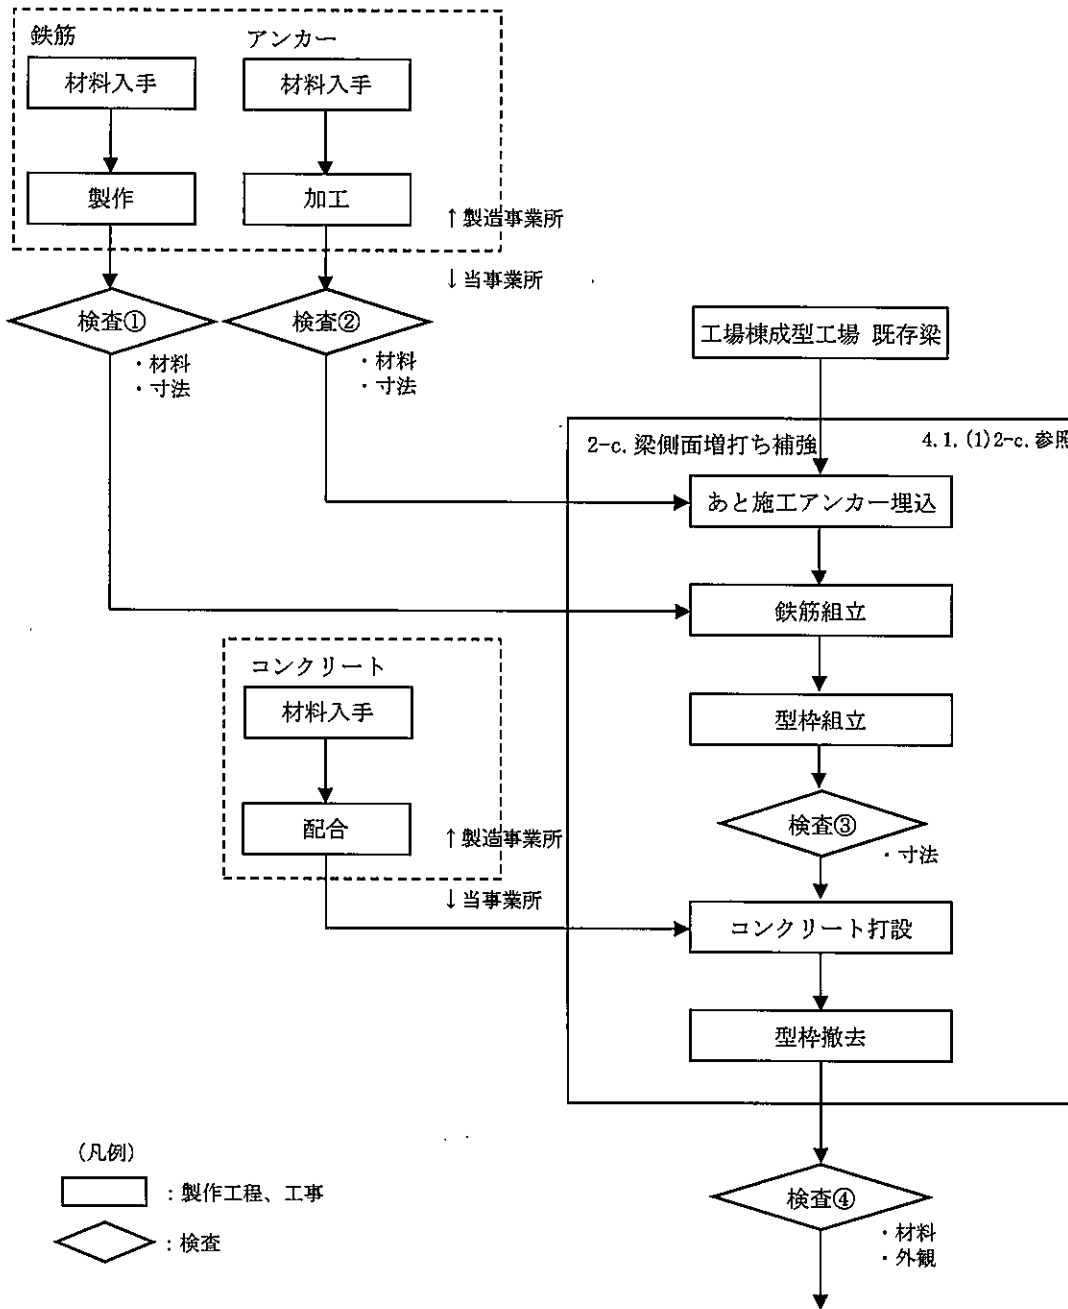 鉄筋
アンカー
材料入手
材料入手
製作
加工
↑製造事業所
↓当事業所
検査①
・材料
・寸法
検査②
・材料
・寸法
工場棟成型工場 既存梁
2-c. 梁側面増打ち補強
4.1.(1)2-c. 参照
あと施工アンカー埋込
鉄筋組立
コンクリート
材料入手
配合
↑製造事業所
↓当事業所
型枠組立
検査③
・寸法
コンクリート打設
型枠撤去
検査④
・材料
・外観
(凡例)
:製作工程、工事
:検査